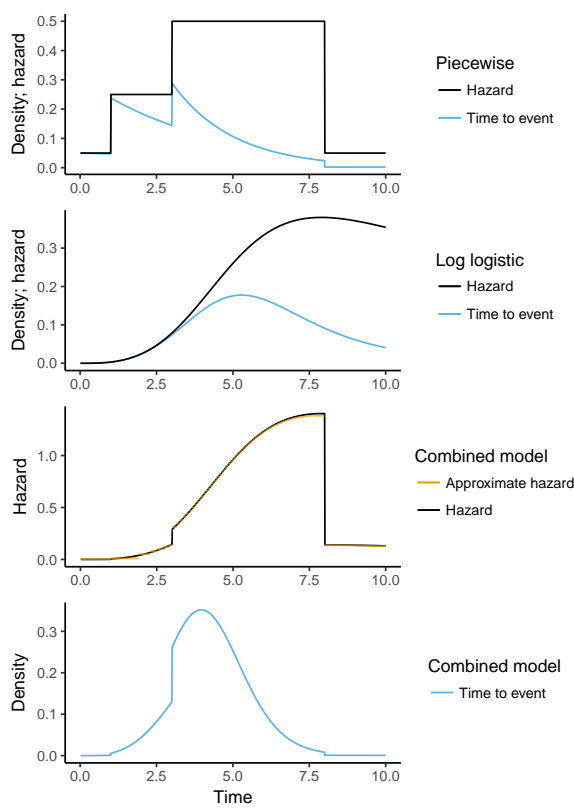 Density; hazard
0.5
0.4
0.3
0.2
0.1
0.0
0.0 2.5 5.0 7.5 10.0
Piecewise
Hazard
Time to event
Density; hazard
0.3
0.2
0.1
0.0
0.0 2.5 5.0 7.5 10.0
Log logistic
Hazard
Time to event
Hazard
1.0
0.5
0.0
0.0 2.5 5.0 7.5 10.0
Combined model
Approximate hazard
Hazard
Density
0.3
0.2
0.1
0.0
0.0 2.5 5.0 7.5 10.0
Time
Combined model
Time to event